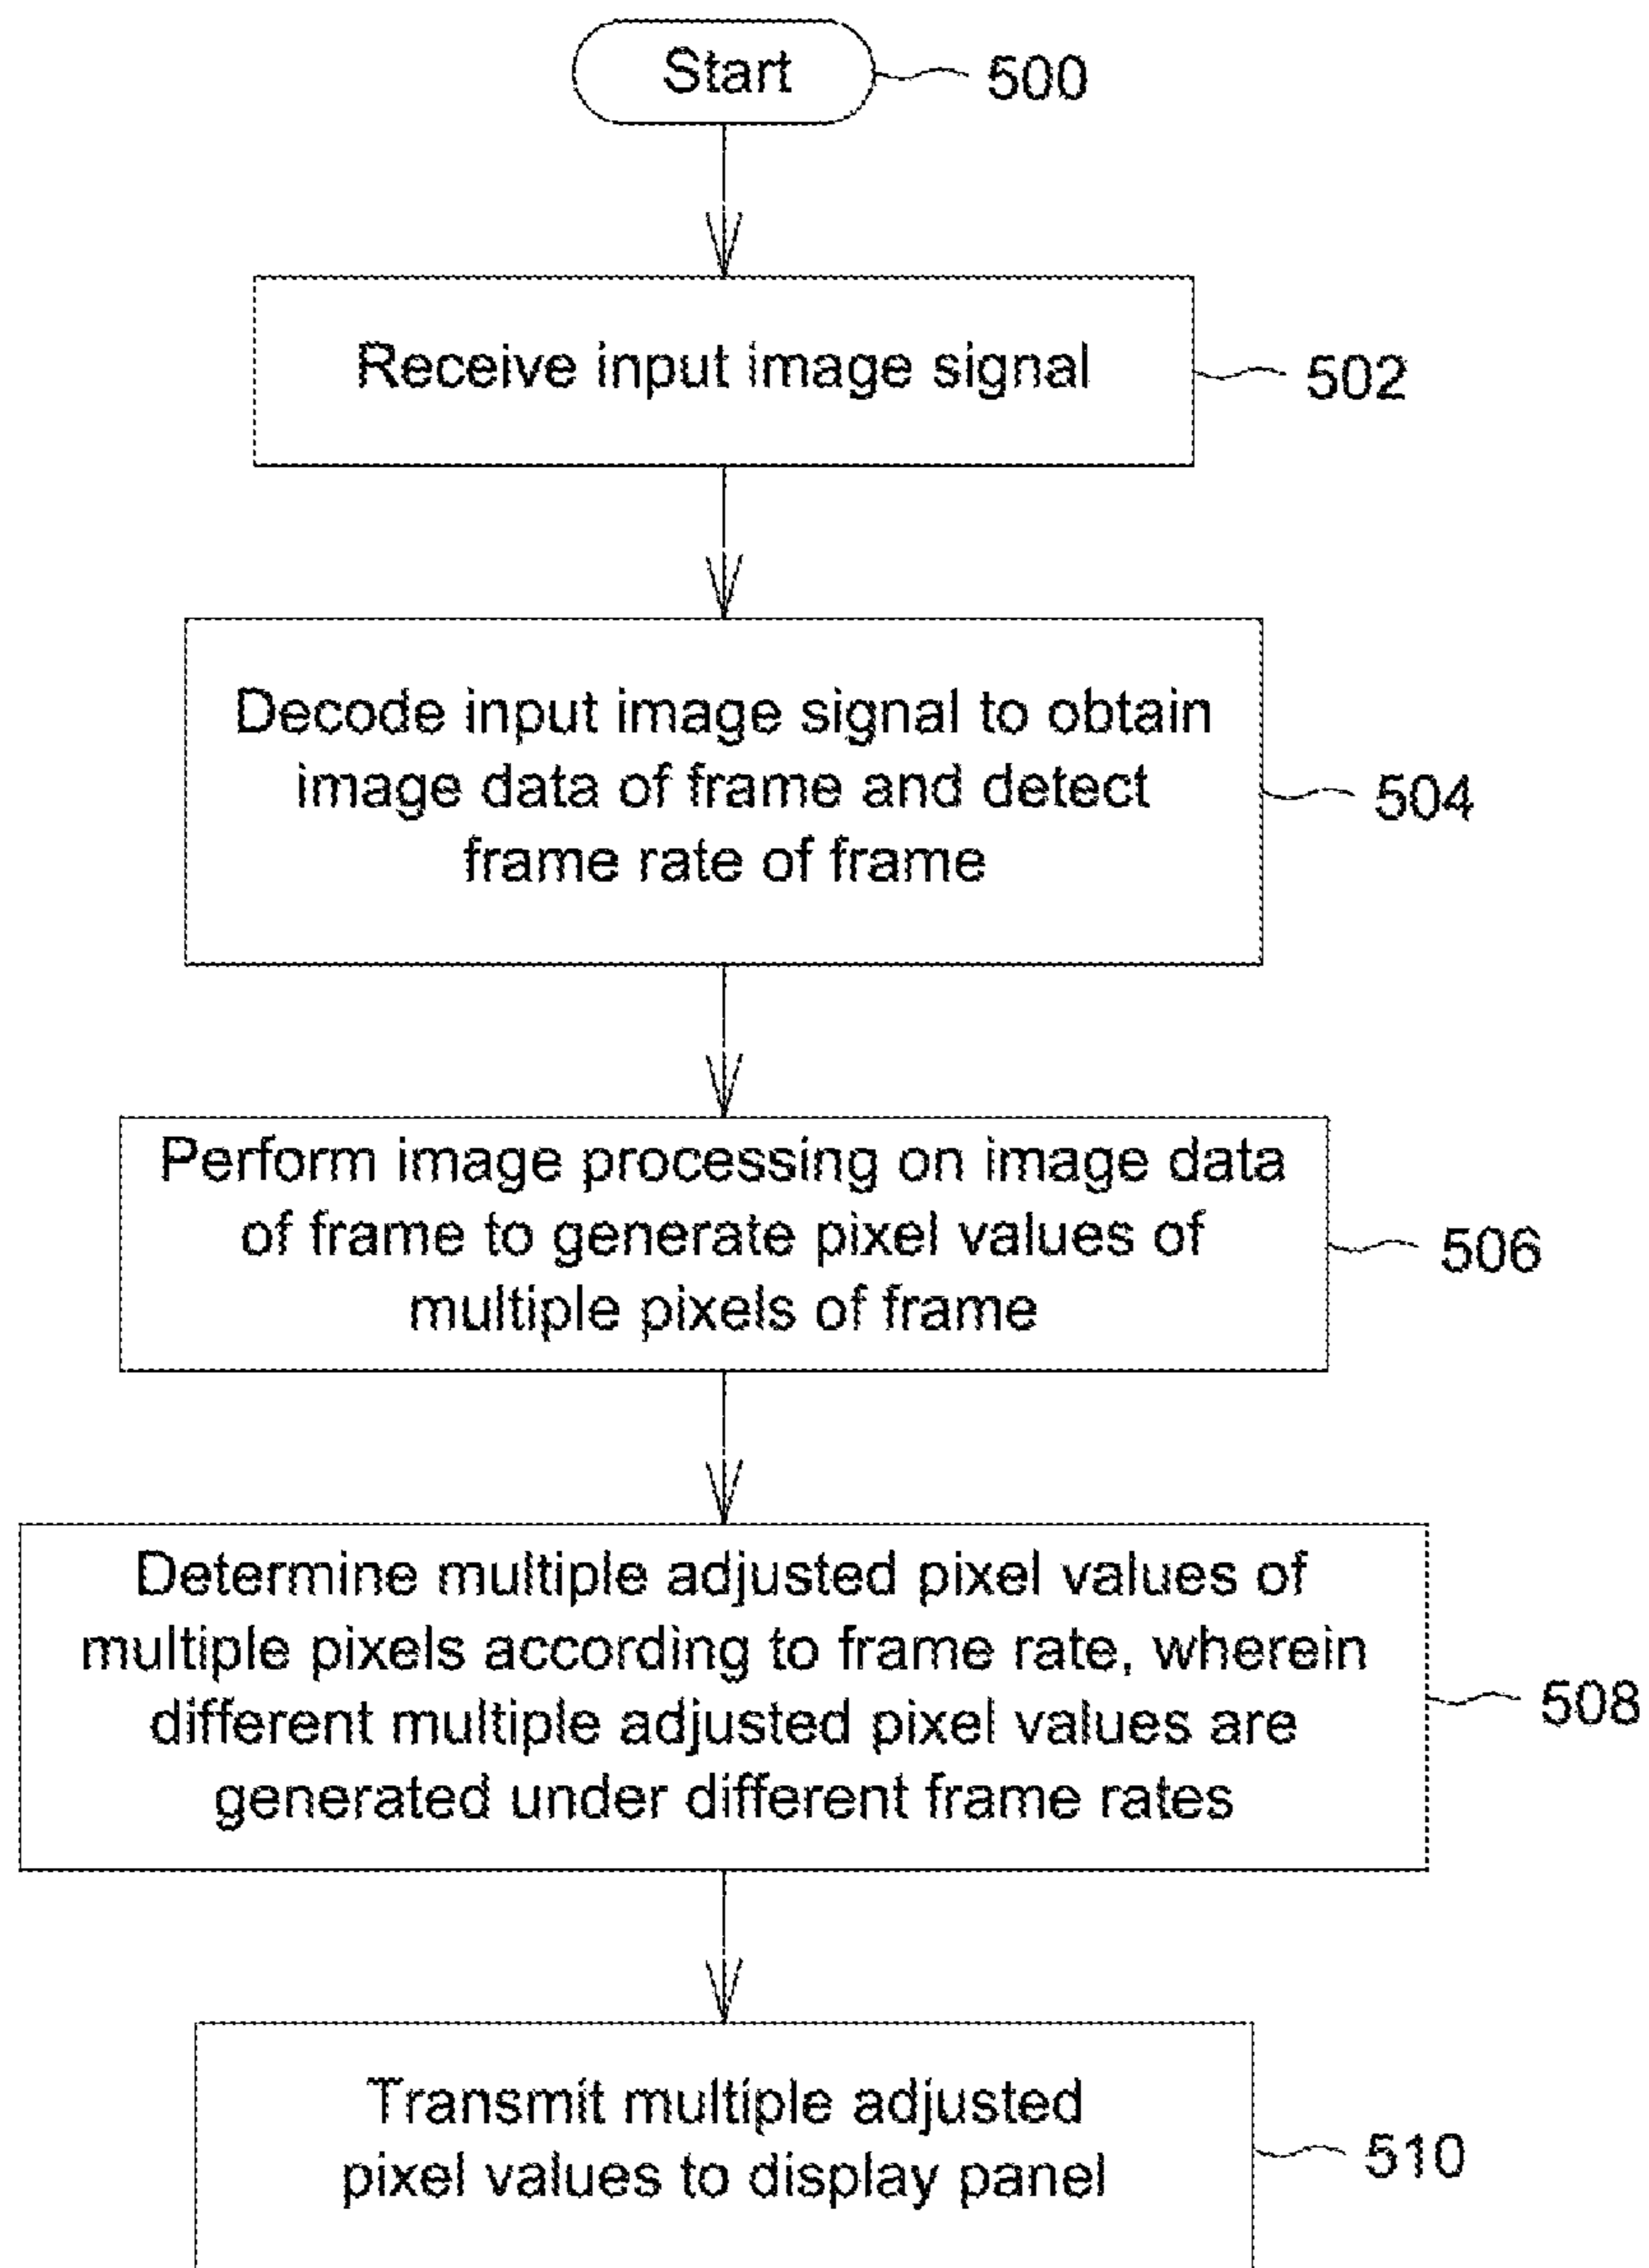 Start
500
Receive input image signal
502
Decode input image signal to obtain
image data of frame and detect
frame rate of frame
504
Perform image processing on image data
of frame to generate pixel values of
multiple pixels of frame
506
Determine multiple adjusted pixel values of
multiple pixels according to frame rate, wherein
different multiple adjusted pixel values are
generated under different frame rates
508
Transmit multiple adjusted
pixel values to display panel
510